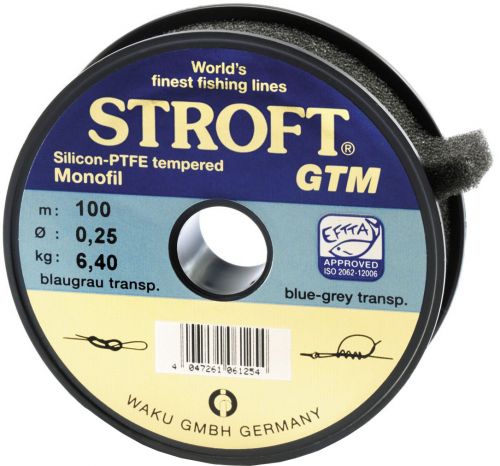 World's
finest fishing lines
STROFT®
GTM
Silicon-PTFE tempered
Monofil
m: 100
ø: 0,25
kg: 6,40
blaugrau transp.
EFTTA
APPROVED
ISO 2062-12006
blue-grey transp.
4 047261 061254
WAKU GMBH GERMANY